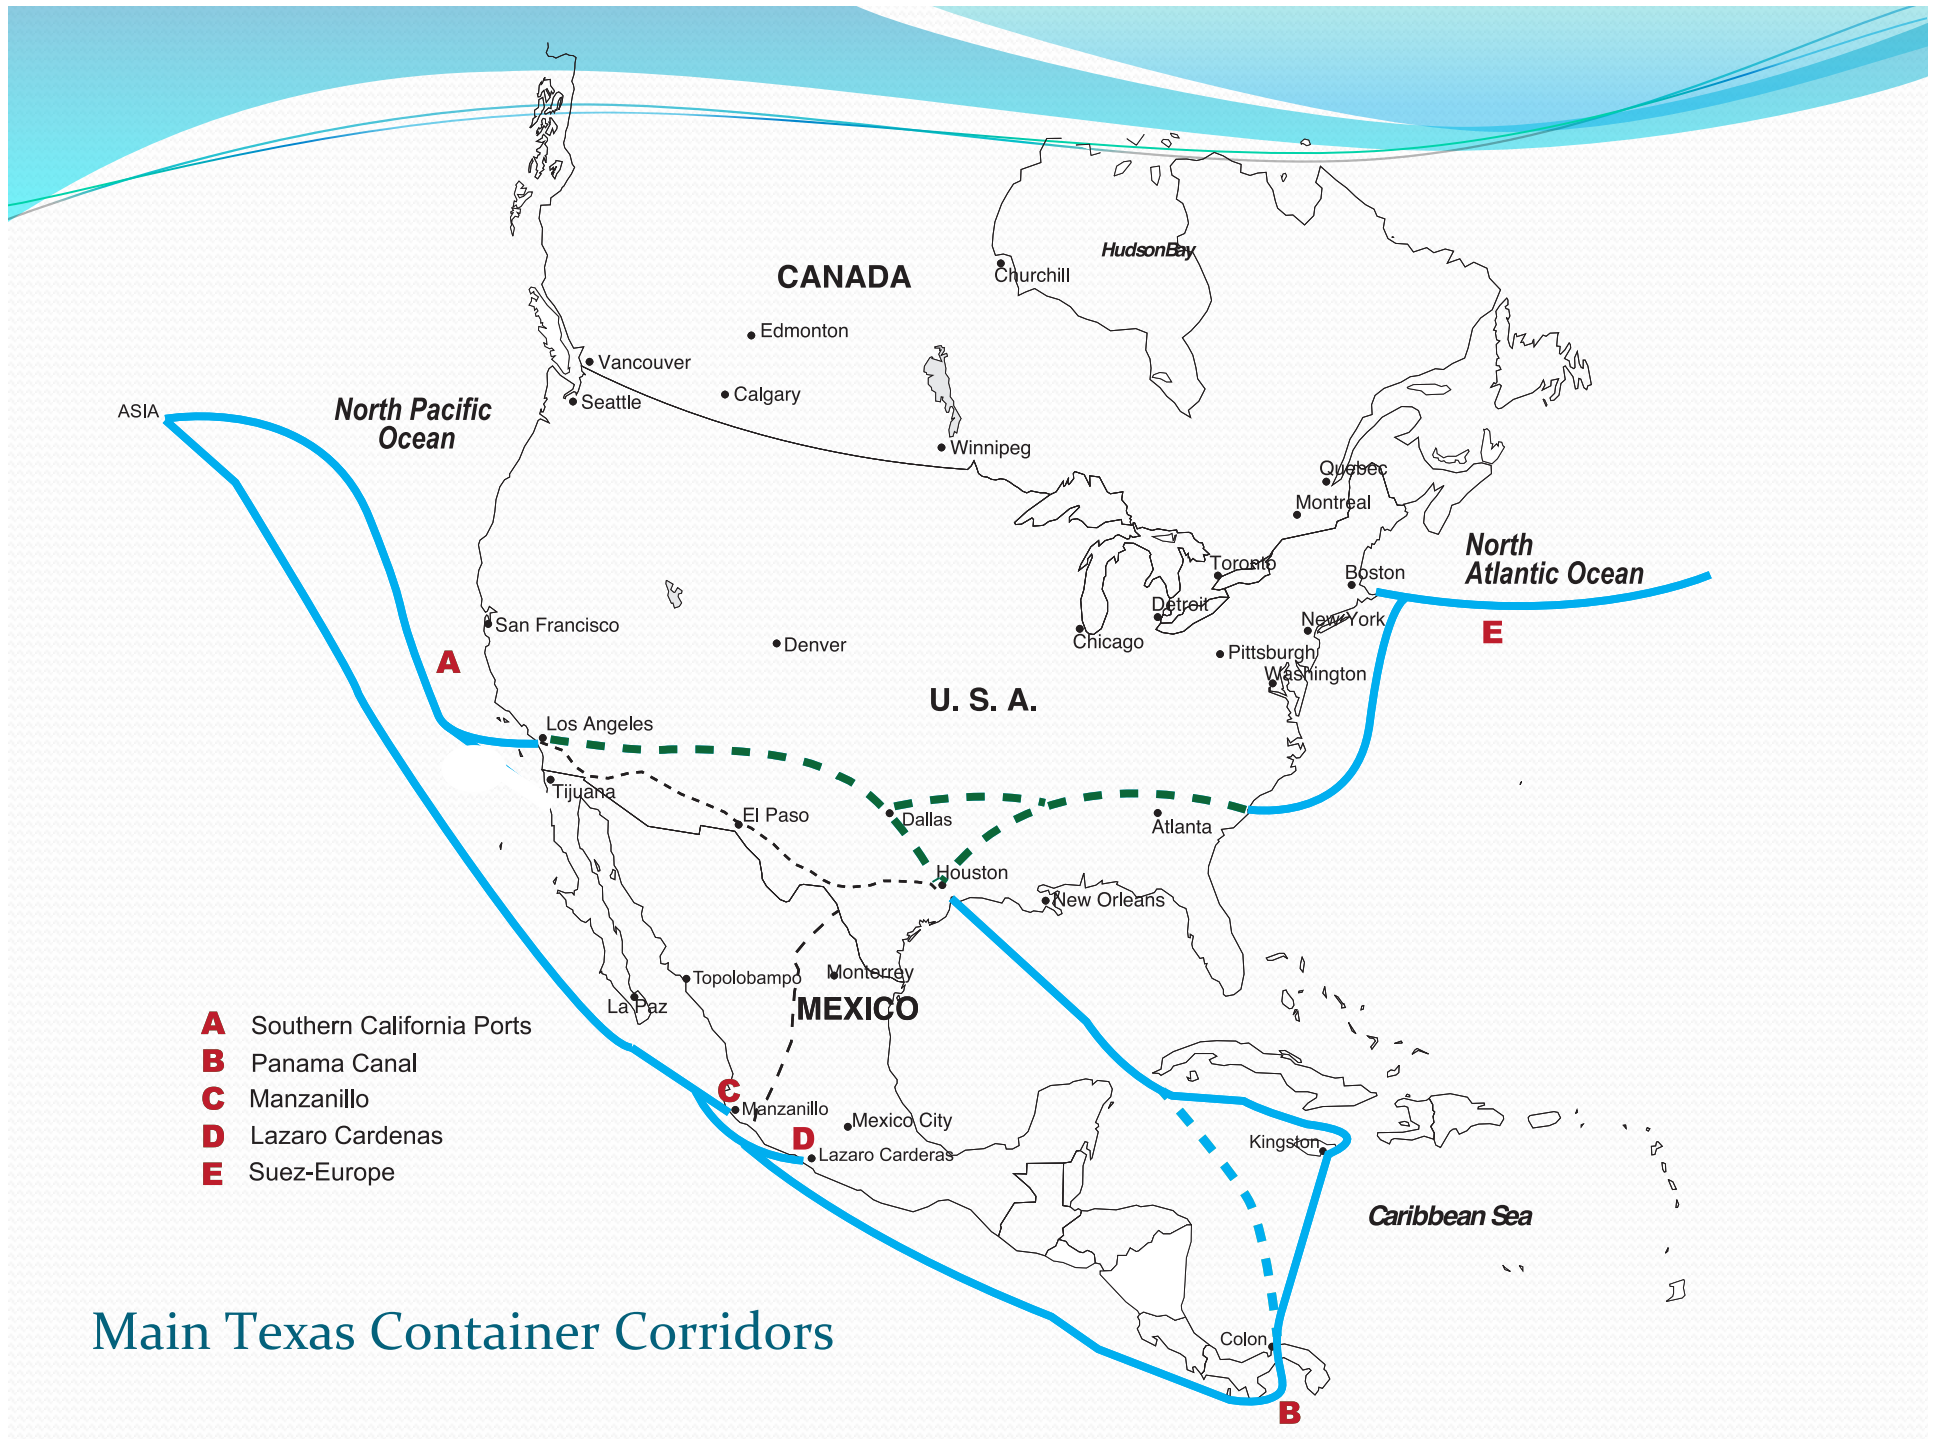 HudsonBay
Churchill
CANADA
Edmonton
Vancouver
Calgary
Seattle
ASIA
North Pacific
Ocean
Winnipeg
Quebec
Montreal
North
Atlantic Ocean
Toronto
Boston
Detroit
New York
San Francisco
Denver
Chicago
E
Pittsburgh
Washington
A
U. S. A.
Los Angeles
Tijuana
El Paso
Dallas
Atlanta
Houston
New Orleans
Topolobampo
Monterrey
La Paz
MEXICO
A Southern California Ports
B Panama Canal
C Manzanillo
D Lazaro Cardenas
E Suez-Europe
C
Manzanillo
Mexico City
D
Lazaro Carderas
Kingston
Caribbean Sea
Colon
B
Main Texas Container Corridors